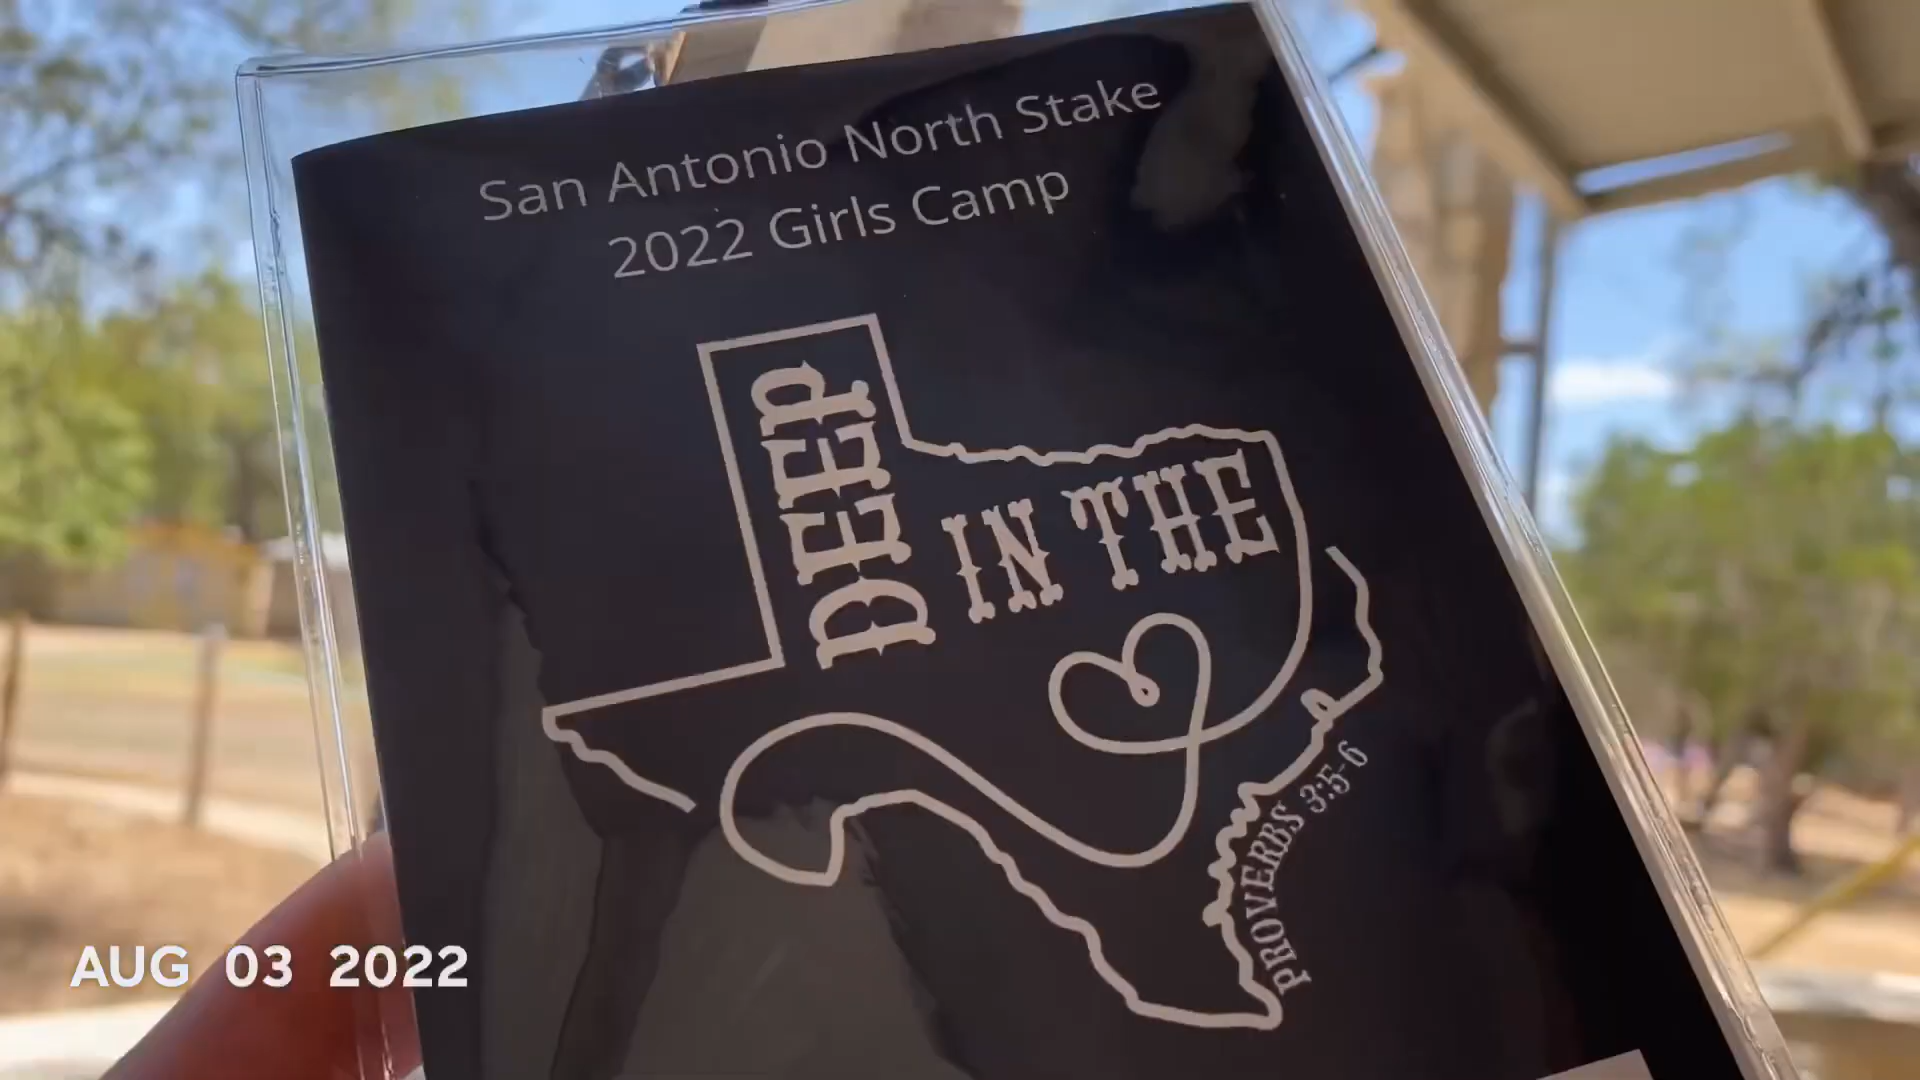 San Antonio North Stake
2022 Girls Camp
DEEP
IN THE
PROVERBS 3:5-6
AUG 03 2022